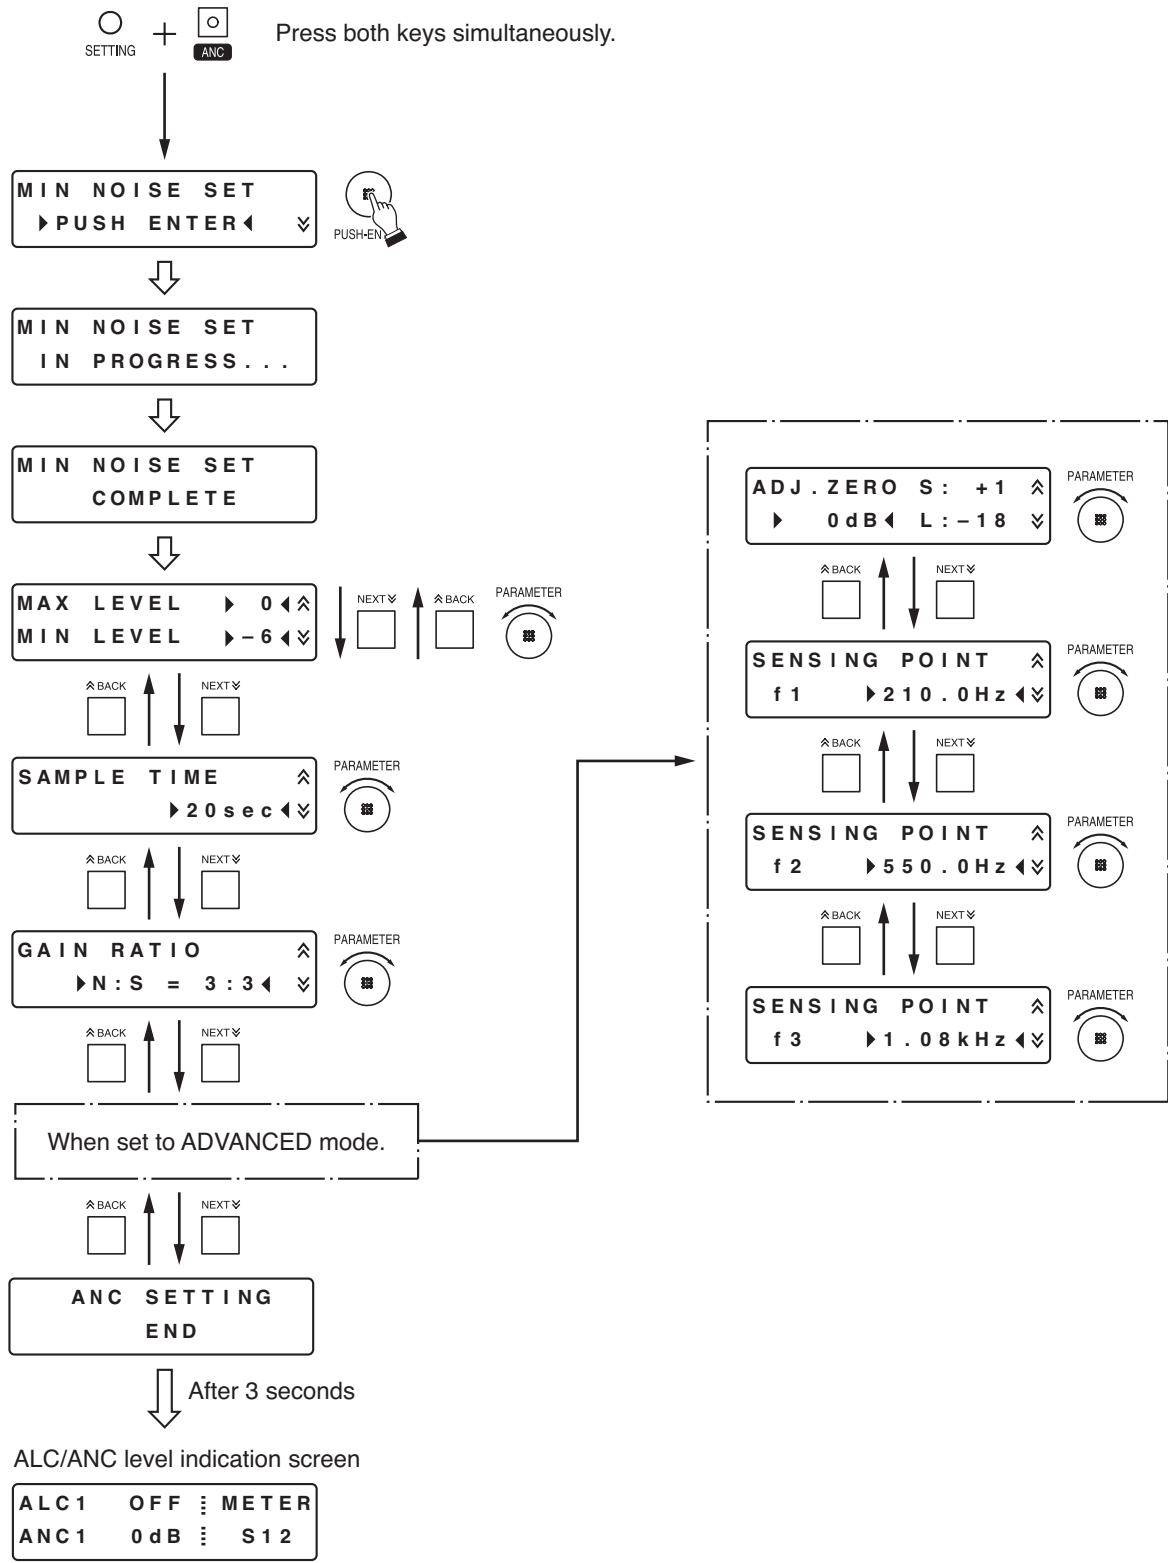 SETTING
+
ANC
Press both keys simultaneously.
MIN NOISE SET
PUSH ENTER
PUSH-EN
MIN NOISE SET
IN PROGRESS...
MIN NOISE SET
COMPLETE
MAX LEVEL 0
MIN LEVEL -6
NEXT
BACK
PARAMETER
BACK
NEXT
SAMPLE TIME
20sec
PARAMETER
BACK
NEXT
GAIN RATIO
N:S = 3:3
PARAMETER
BACK
NEXT
When set to ADVANCED mode.
BACK
NEXT
ANC SETTING
END
After 3 seconds
ALC/ANC level indication screen
ALC1 OFF METER
ANC1 0dB S12
ADJ.ZERO S: +1
0dB L:-18
PARAMETER
BACK
NEXT
SENSING POINT
f1 210.0Hz
PARAMETER
BACK
NEXT
SENSING POINT
f2 550.0Hz
PARAMETER
BACK
NEXT
SENSING POINT
f3 1.08kHz
PARAMETER